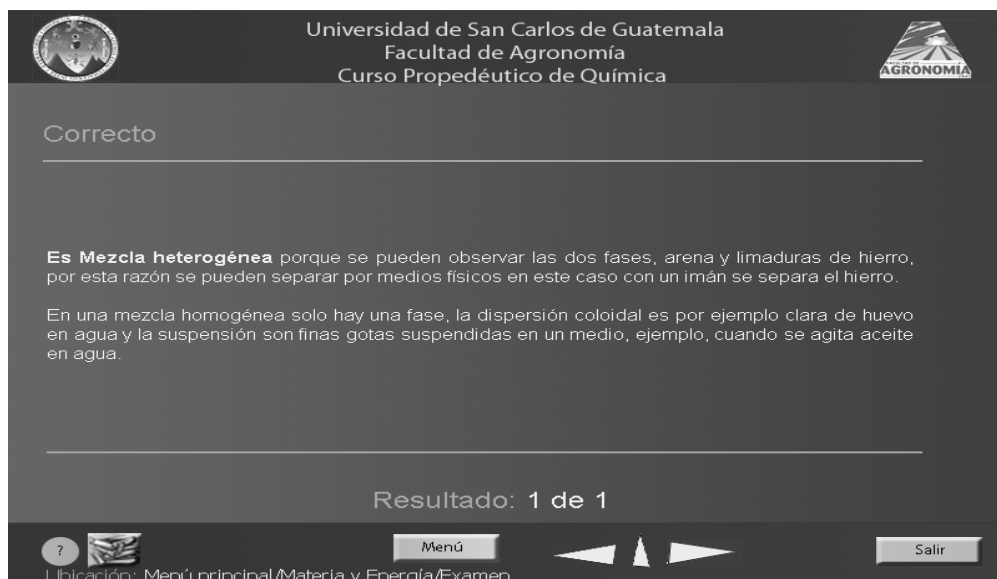 Universidad de San Carlos de Guatemala
Facultad de Agronomía
Curso Propedéutico de Química
AGRONOMÍA
Correcto
Es Mezcla heterogénea porque se pueden observar las dos fases, arena y limaduras de hierro,
por esta razón se pueden separar por medios físicos en este caso con un imán se separa el hierro.
En una mezcla homogénea solo hay una fase, la dispersión coloidal es por ejemplo clara de huevo
en agua y la suspensión son finas gotas suspendidas en un medio, ejemplo, cuando se agita aceite
en agua.
Resultado: 1 de 1
?
Menú
Salir
Ubicación: Menú principal/Materia y Energía/Examen